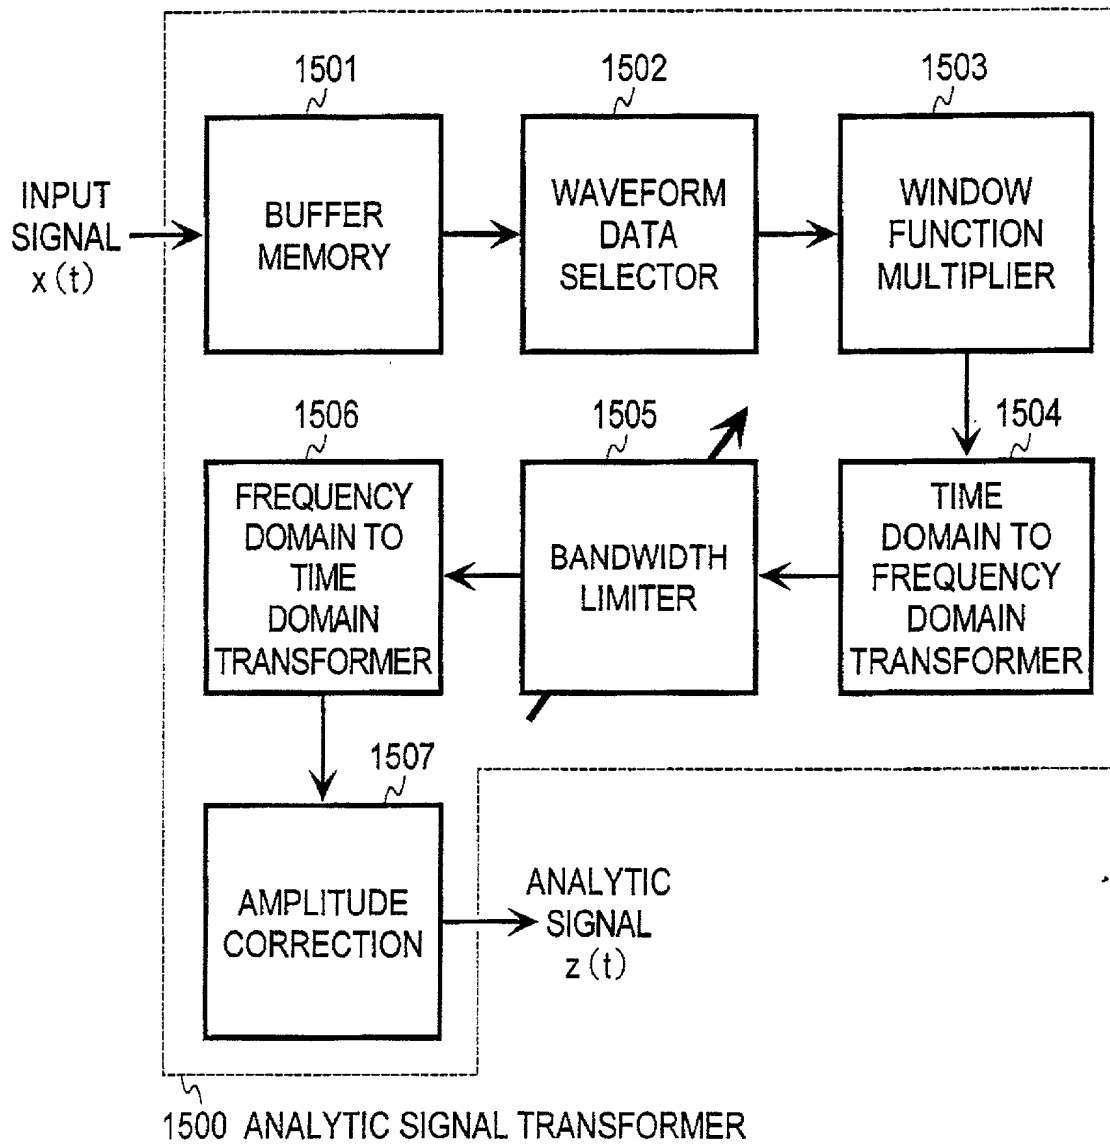 1501
1502
1503
INPUT
SIGNAL
x (t)
BUFFER
MEMORY
WAVEFORM
DATA
SELECTOR
WINDOW
FUNCTION
MULTIPLIER
1506
1505
1504
FREQUENCY
DOMAIN TO
TIME
DOMAIN
TRANSFORMER
BANDWIDTH
LIMITER
TIME
DOMAIN TO
FREQUENCY
DOMAIN
TRANSFORMER
1507
AMPLITUDE
CORRECTION
ANALYTIC
SIGNAL
z (t)
1500 ANALYTIC SIGNAL TRANSFORMER